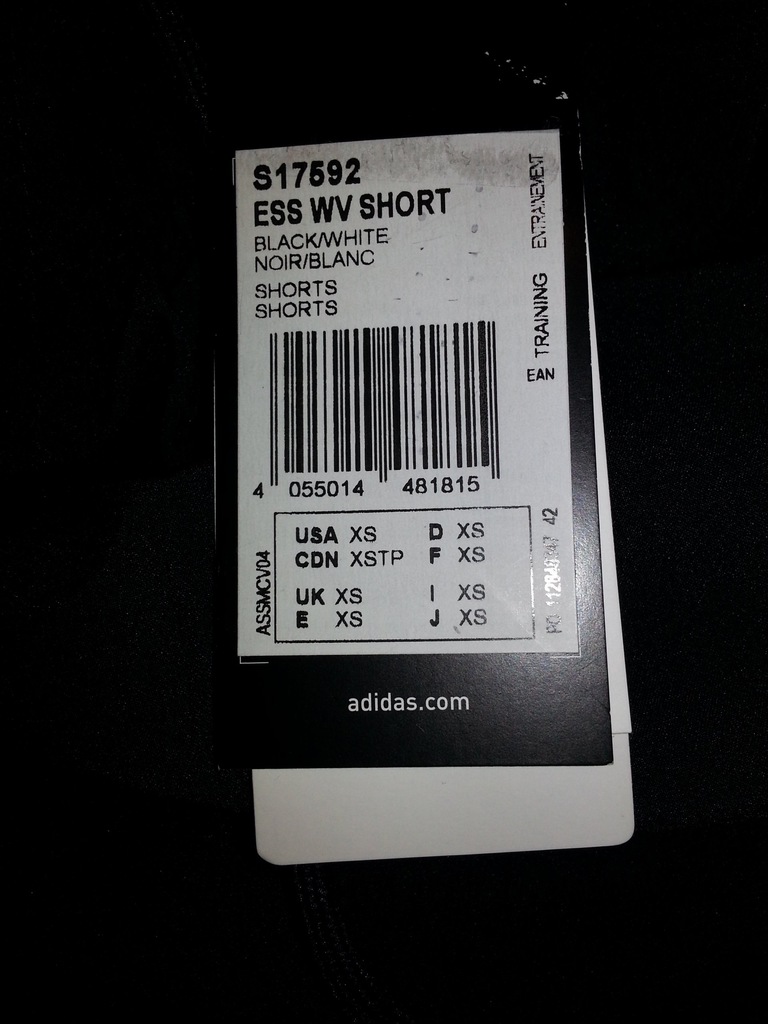 S17592
ESS WV SHORT
BLACK/WHITE
NOIR/BLANC
SHORTS
SHORTS
TRAINING ENTRAINEMENT
EAN
4 055014 481815
USA XS D XS
CDN XSTP F XS
UK XS I XS
E XS J XS
ASSMCV04
42
adidas.com